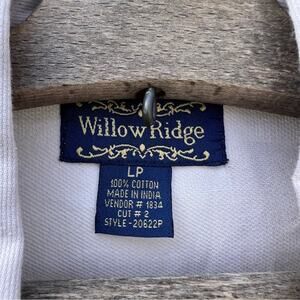 Willow Ridge
LP
100% COTTON
MADE IN INDIA
VENDOR # 1834
CUT # 2
STYLE-20622P